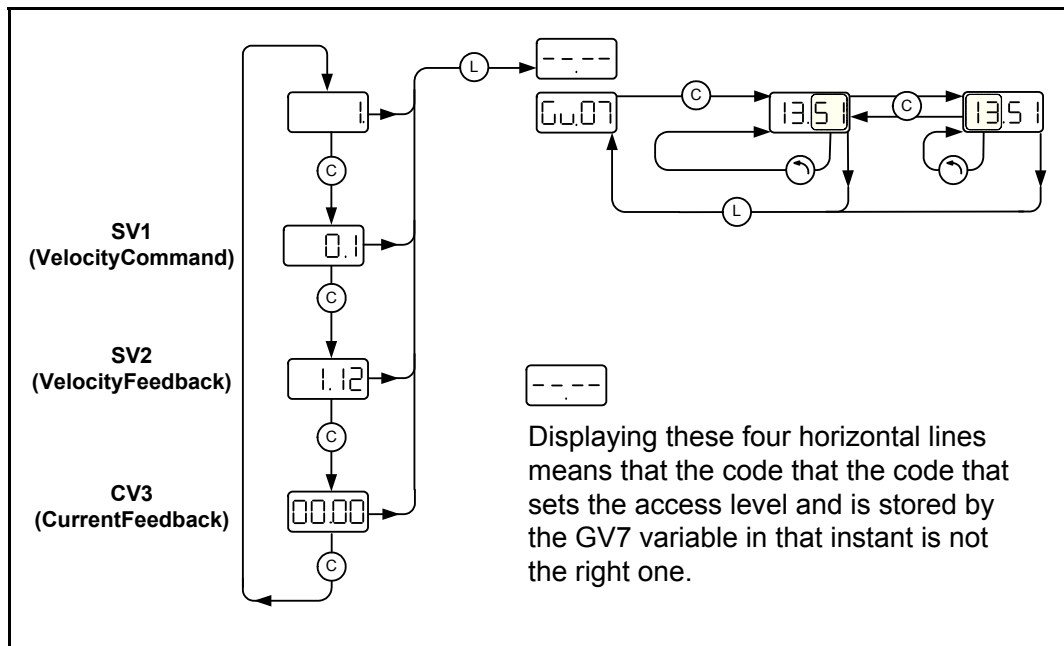 L
--.--
1.
C
Gv.07
C
13.51
C
13.51
L
C
SV1
(VelocityCommand)
0.1
C
SV2
(VelocityFeedback)
1.12
C
CV3
(CurrentFeedback)
00.00
C
--.--
Displaying these four horizontal lines
means that the code that the code that
sets the access level and is stored by
the GV7 variable in that instant is not
the right one.